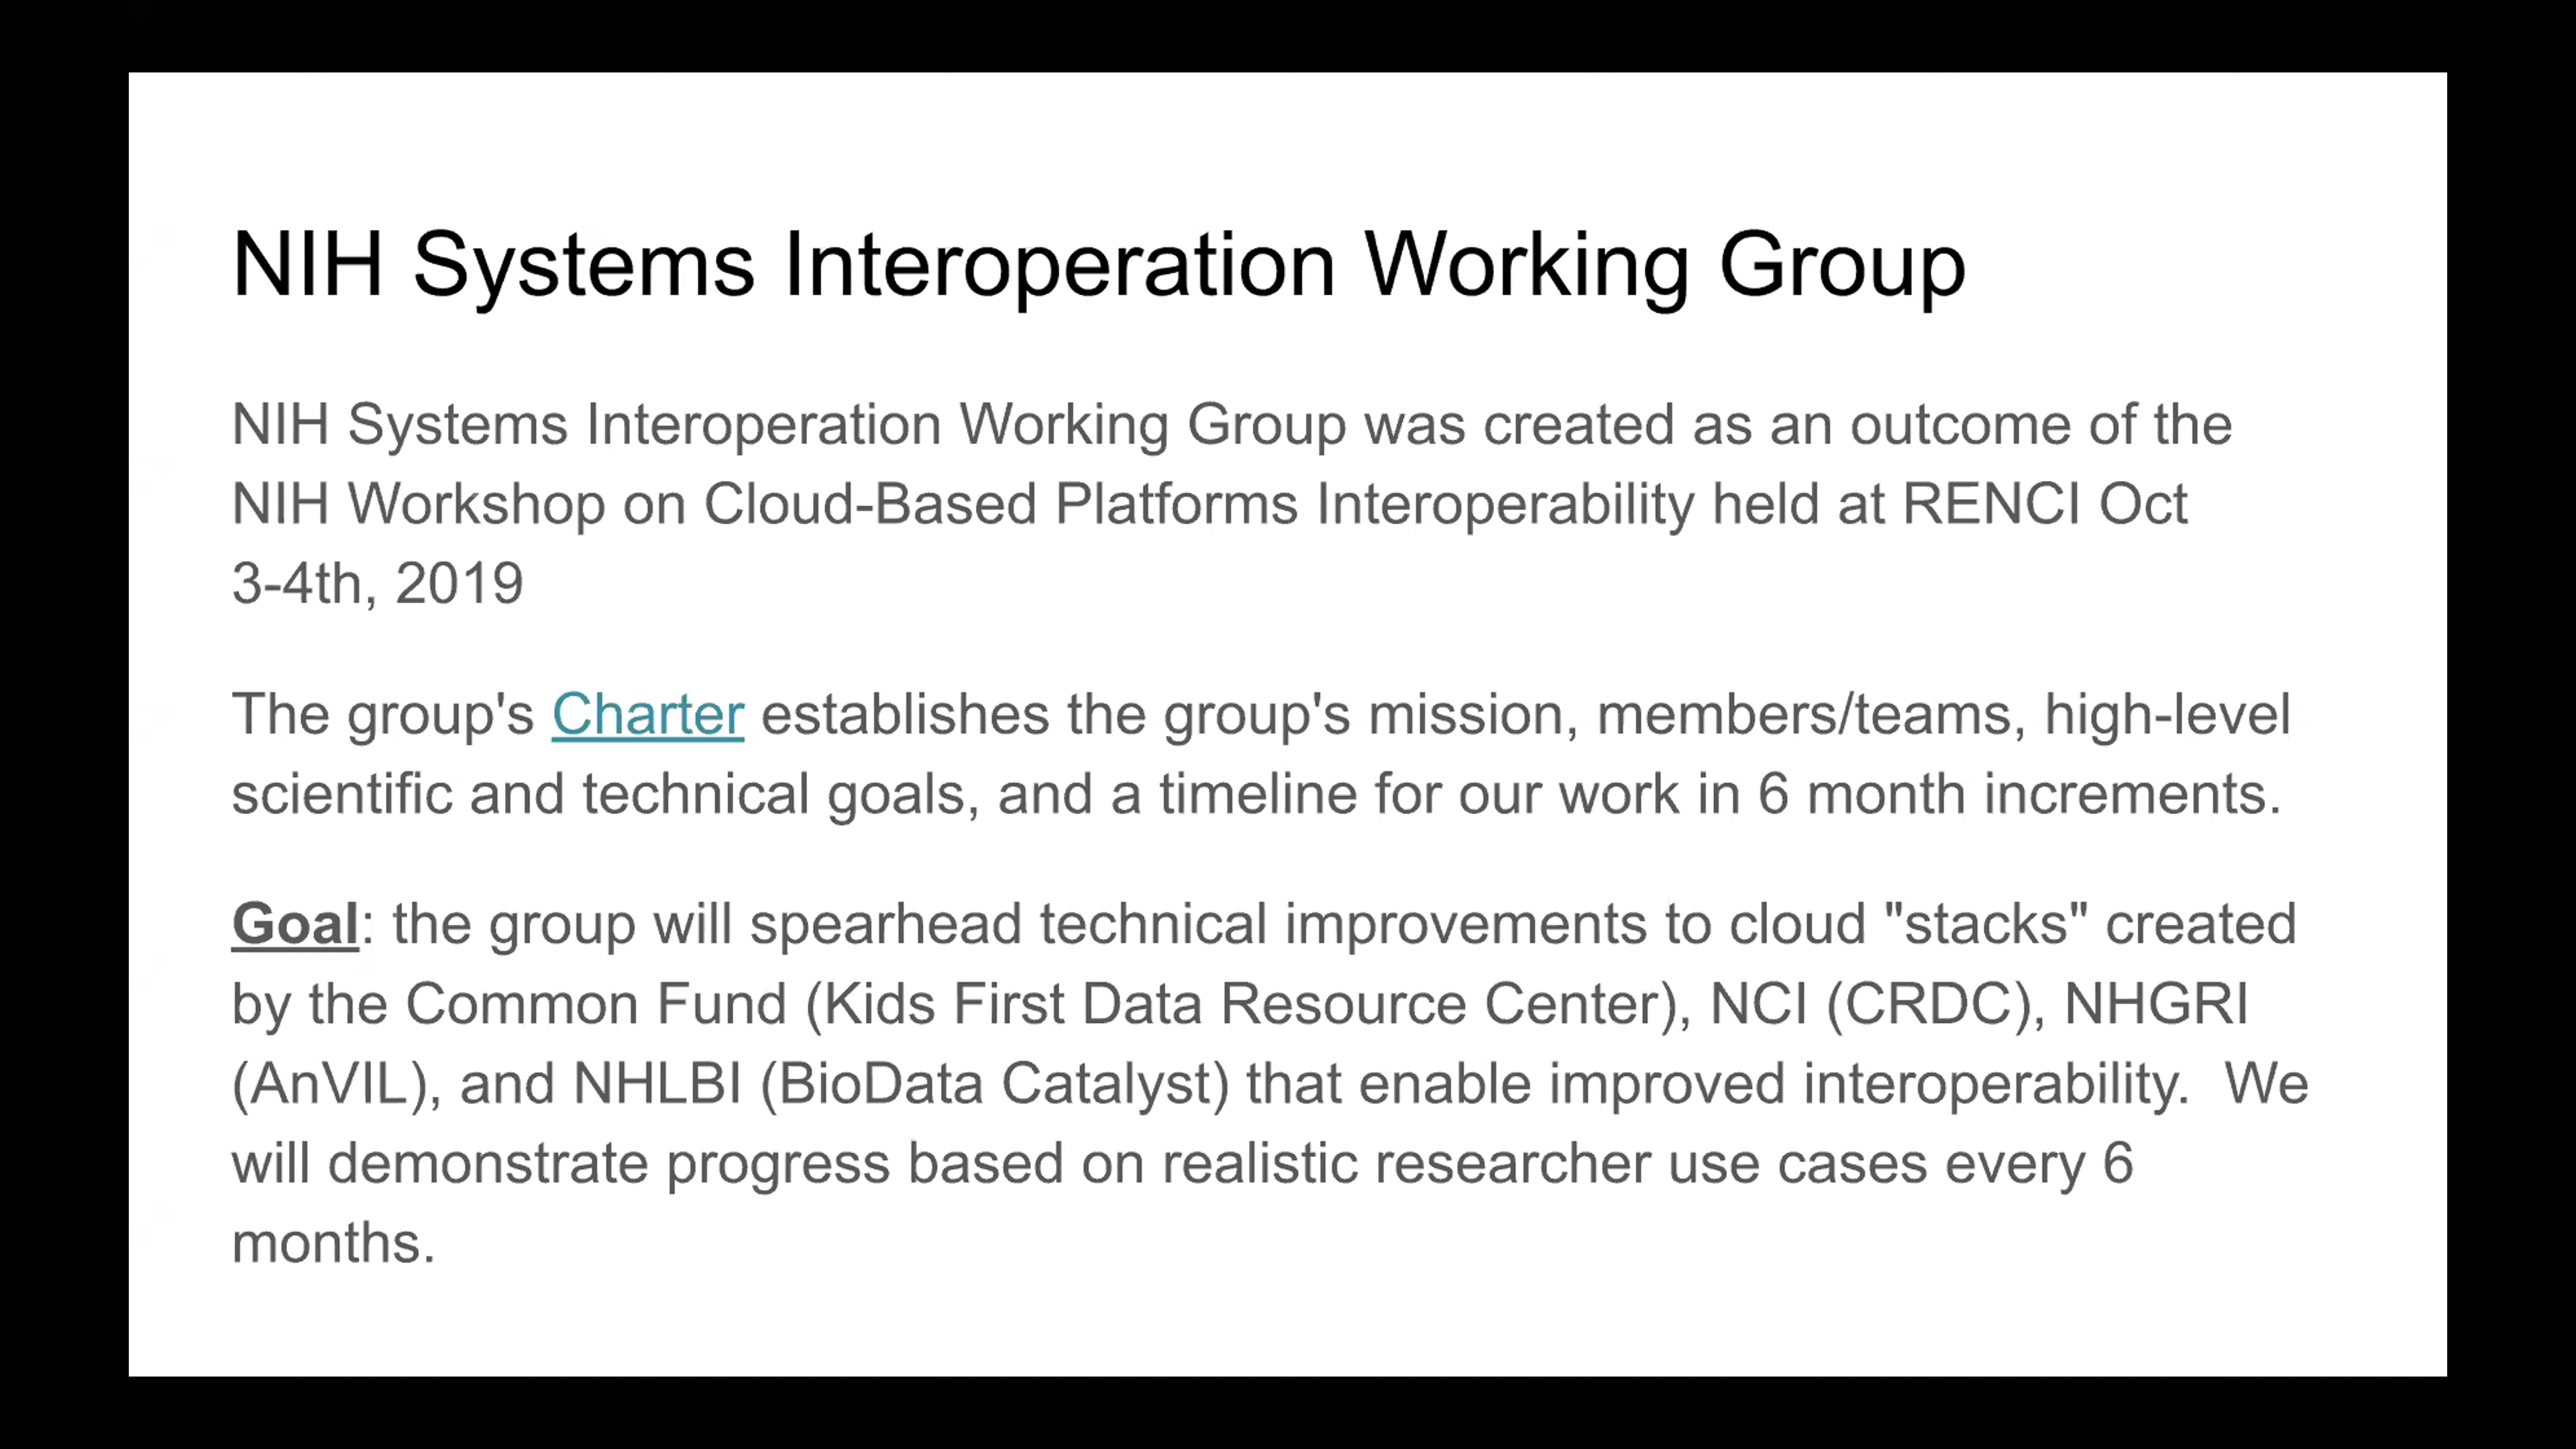 NIH Systems Interoperation Working Group
NIH Systems Interoperation Working Group was created as an outcome of the
NIH Workshop on Cloud-Based Platforms Interoperability held at RENCI Oct
3-4th, 2019
The group's Charter establishes the group's mission, members/teams, high-level
scientific and technical goals, and a timeline for our work in 6 month increments.
Goal: the group will spearhead technical improvements to cloud "stacks" created
by the Common Fund (Kids First Data Resource Center), NCI (CRDC), NHGRI
(AnVIL), and NHLBI (BioData Catalyst) that enable improved interoperability.  We
will demonstrate progress based on realistic researcher use cases every 6
months.